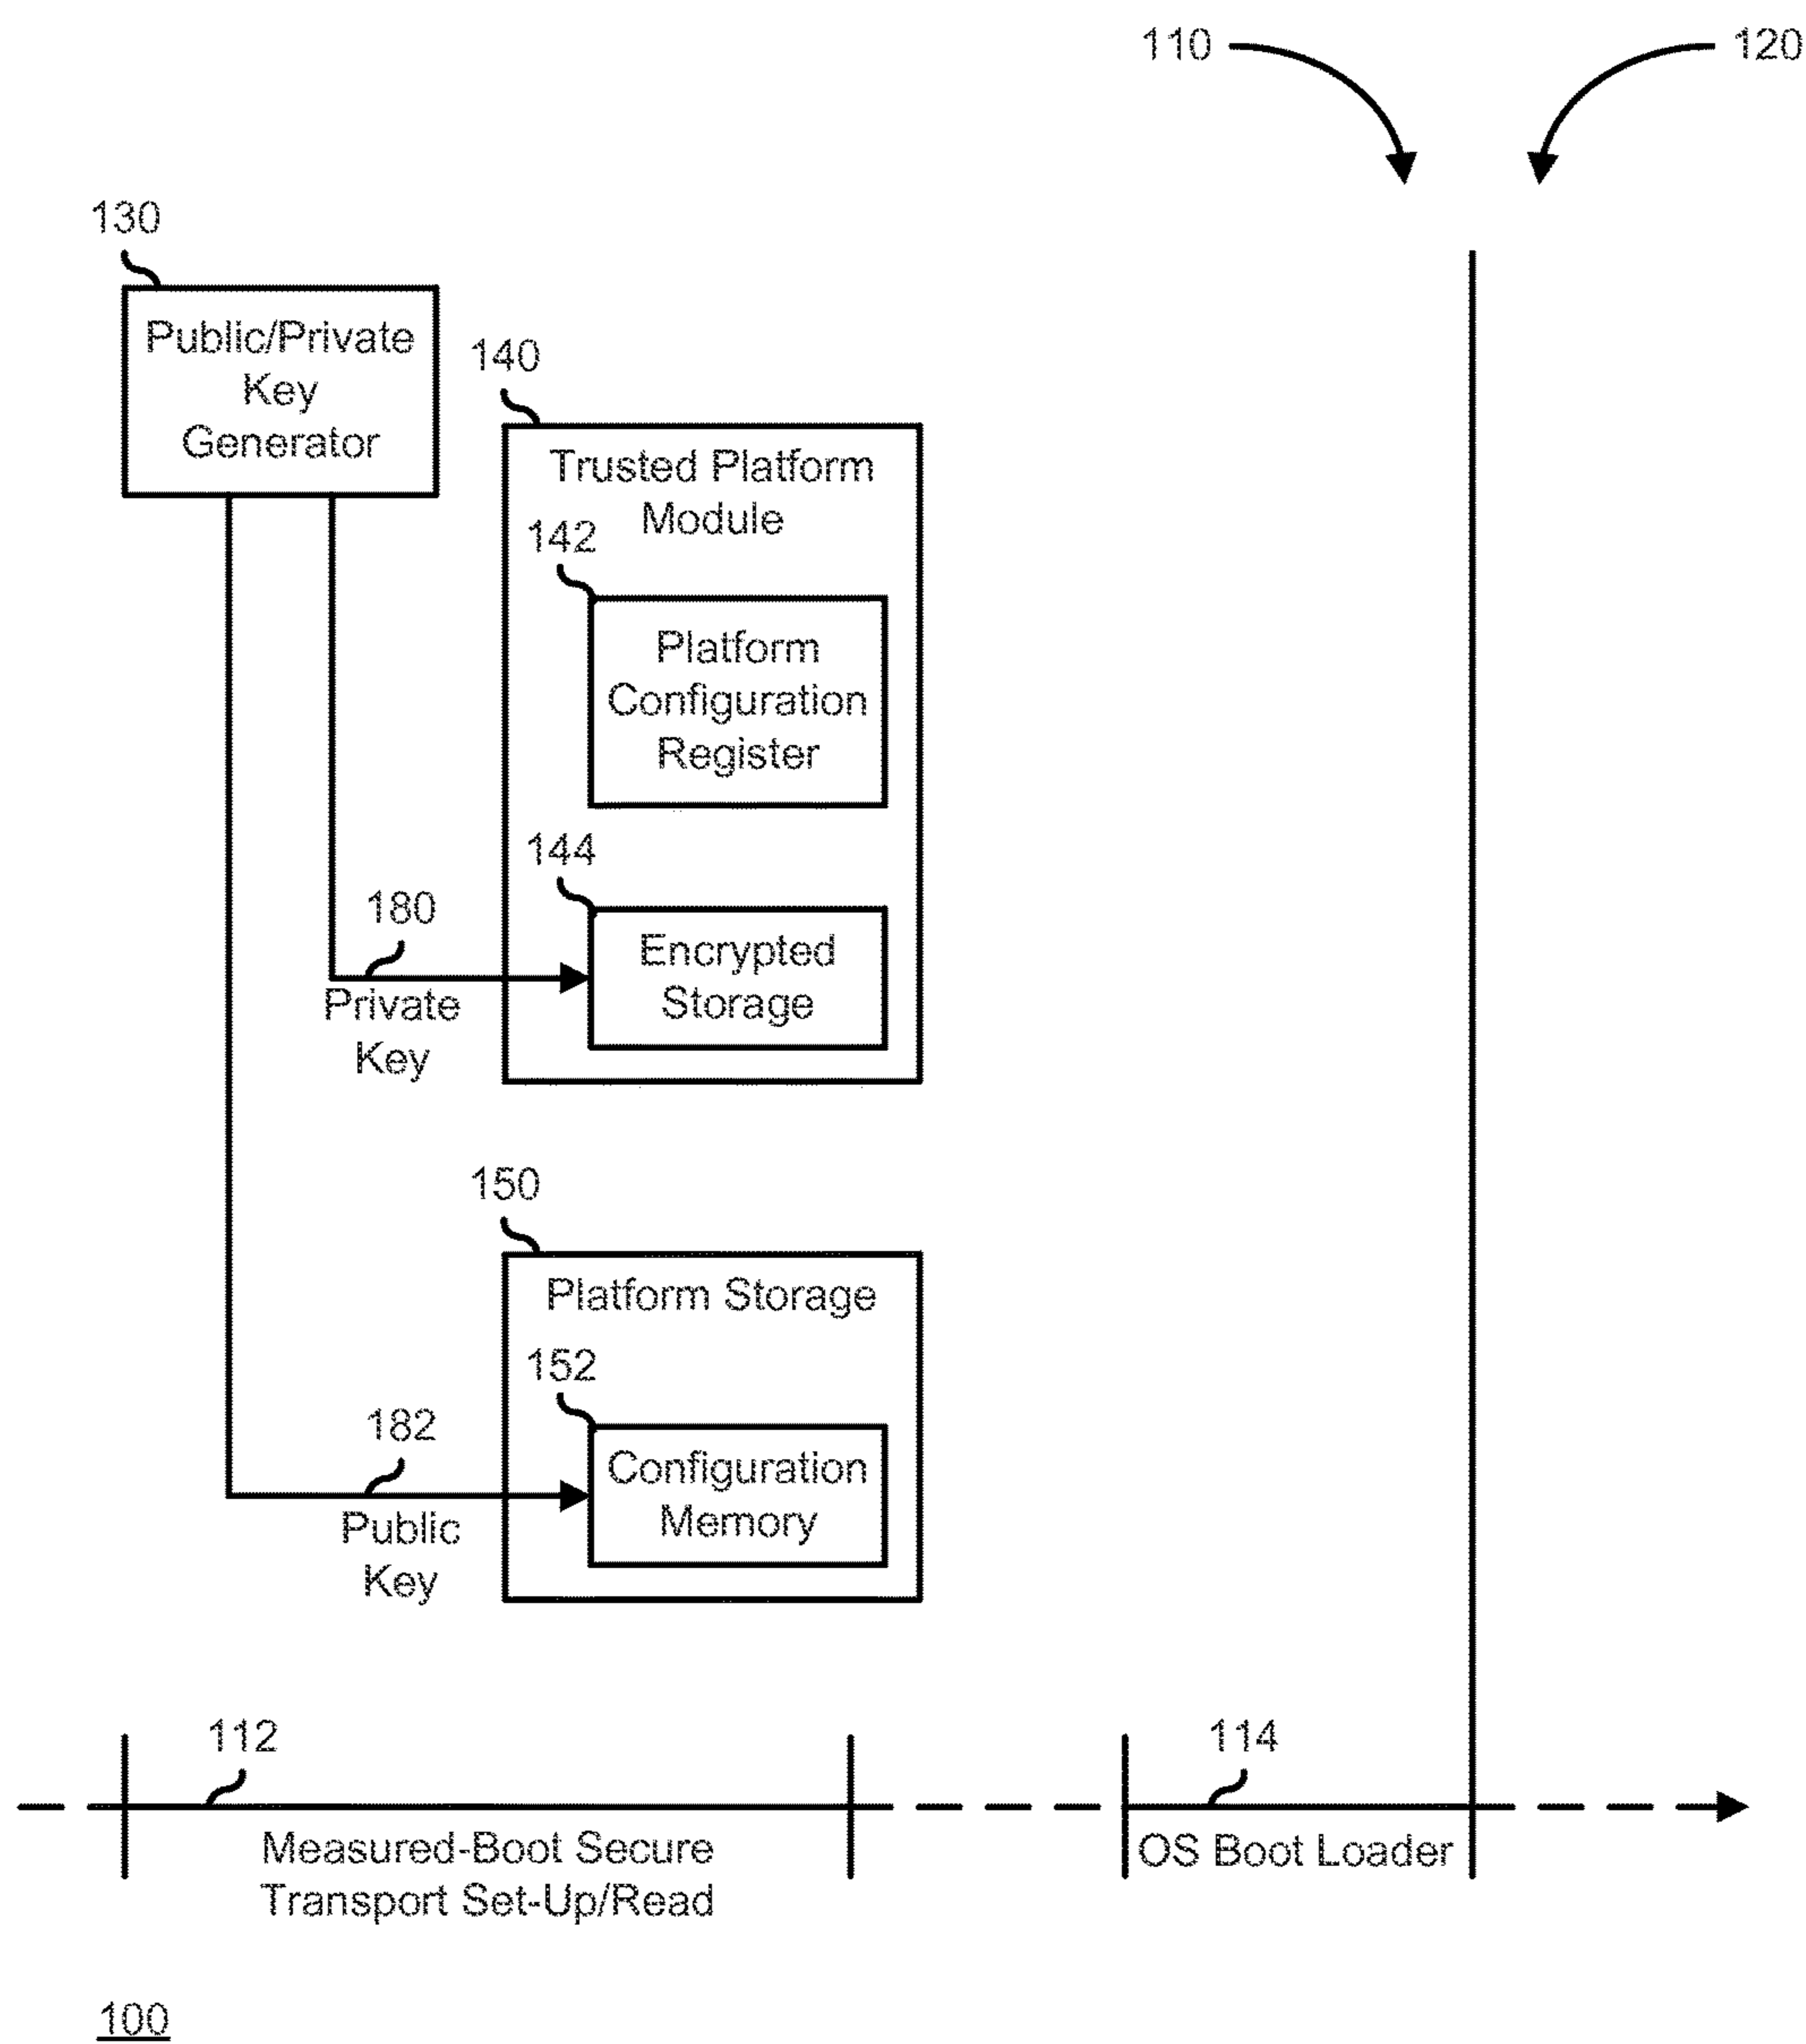 110
120
130
Public/Private
Key
Generator
140
Trusted Platform
Module
142
Platform
Configuration
Register
144
Encrypted
Storage
180
Private
Key
150
Platform Storage
152
Configuration
Memory
182
Public
Key
112
Measured-Boot Secure
Transport Set-Up/Read
114
OS Boot Loader
100